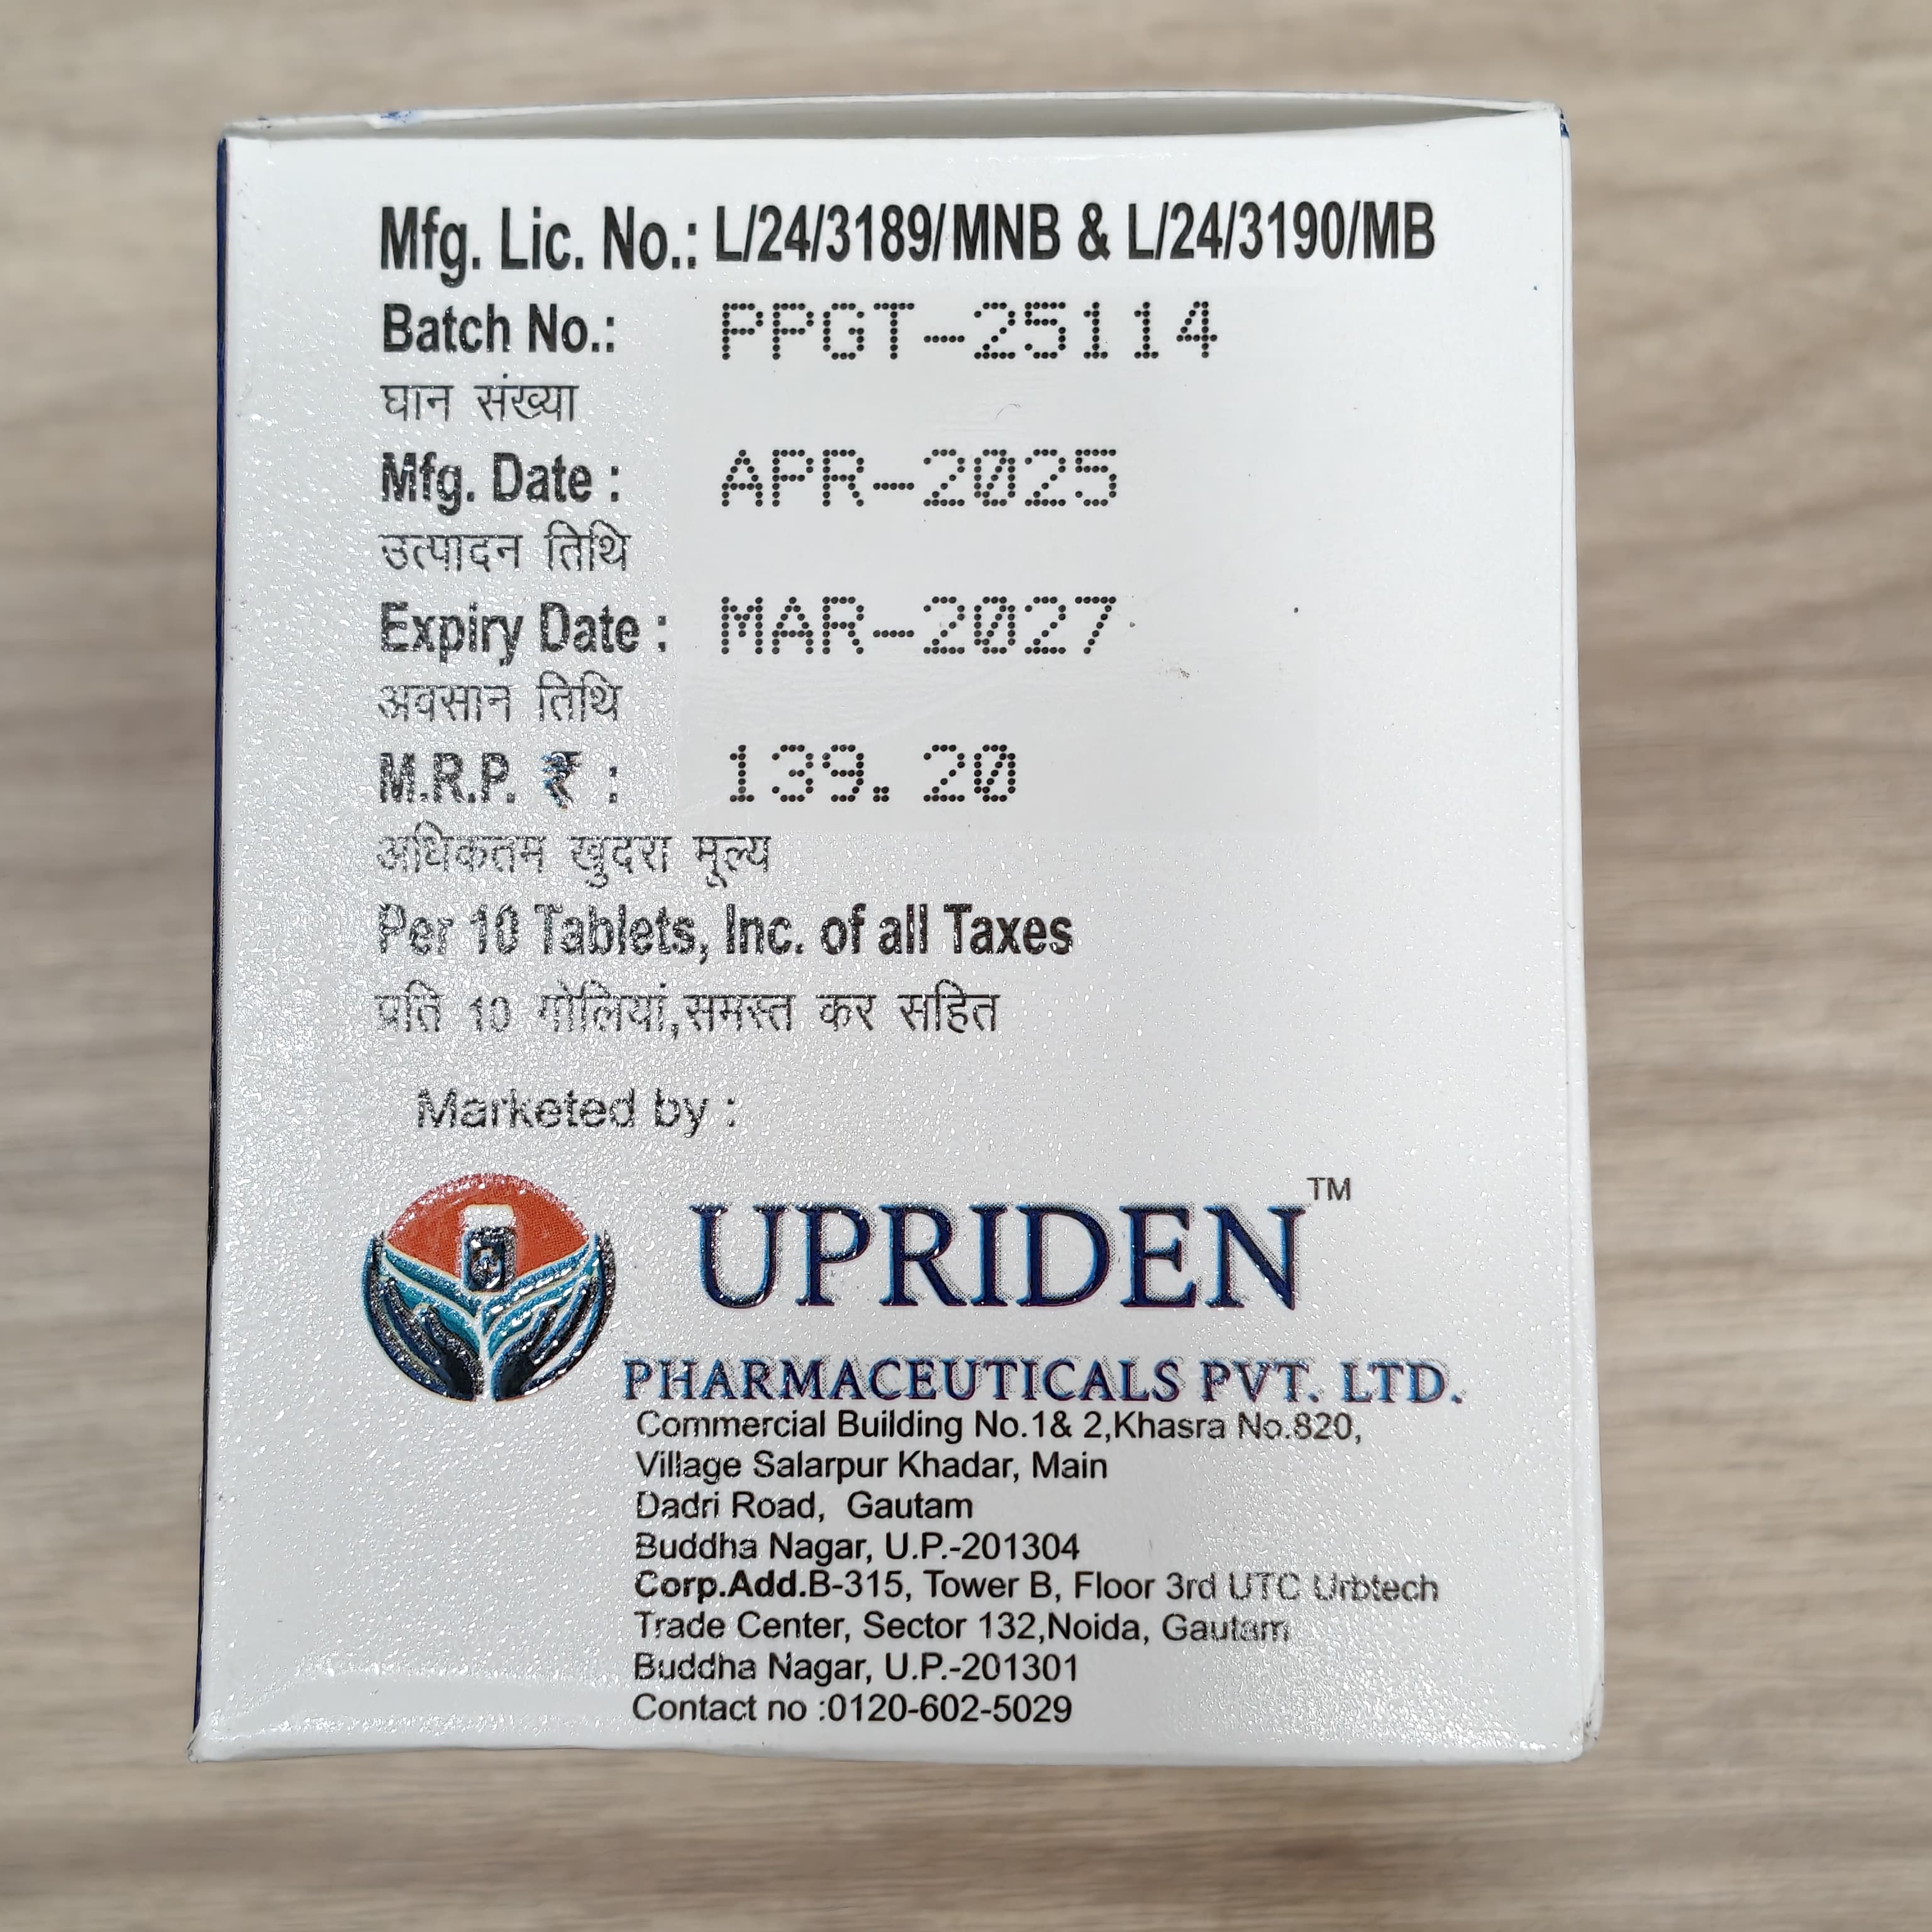 Mfg. Lic. No.: L/24/3189/MNB & L/24/3190/MB
Batch No.: PPGT-25114
घान संख्या
Mfg. Date : APR-2025
उत्पादन तिथि
Expiry Date : MAR-2027
अवसान तिथि
M.R.P. ₹ : 139.20
अधिकतम खुदरा मूल्य
Per 10 Tablets, Inc. of all Taxes
प्रति 10 गोलियां,समस्त कर सहित
Marketed by :
UPRIDEN™
PHARMACEUTICALS PVT. LTD.
Commercial Building No.1& 2,Khasra No.820,
Village Salarpur Khadar, Main
Dadri Road, Gautam
Buddha Nagar, U.P.-201304
Corp.Add.B-315, Tower B, Floor 3rd UTC Urbtech
Trade Center, Sector 132,Noida, Gautam
Buddha Nagar, U.P.-201301
Contact no :0120-602-5029